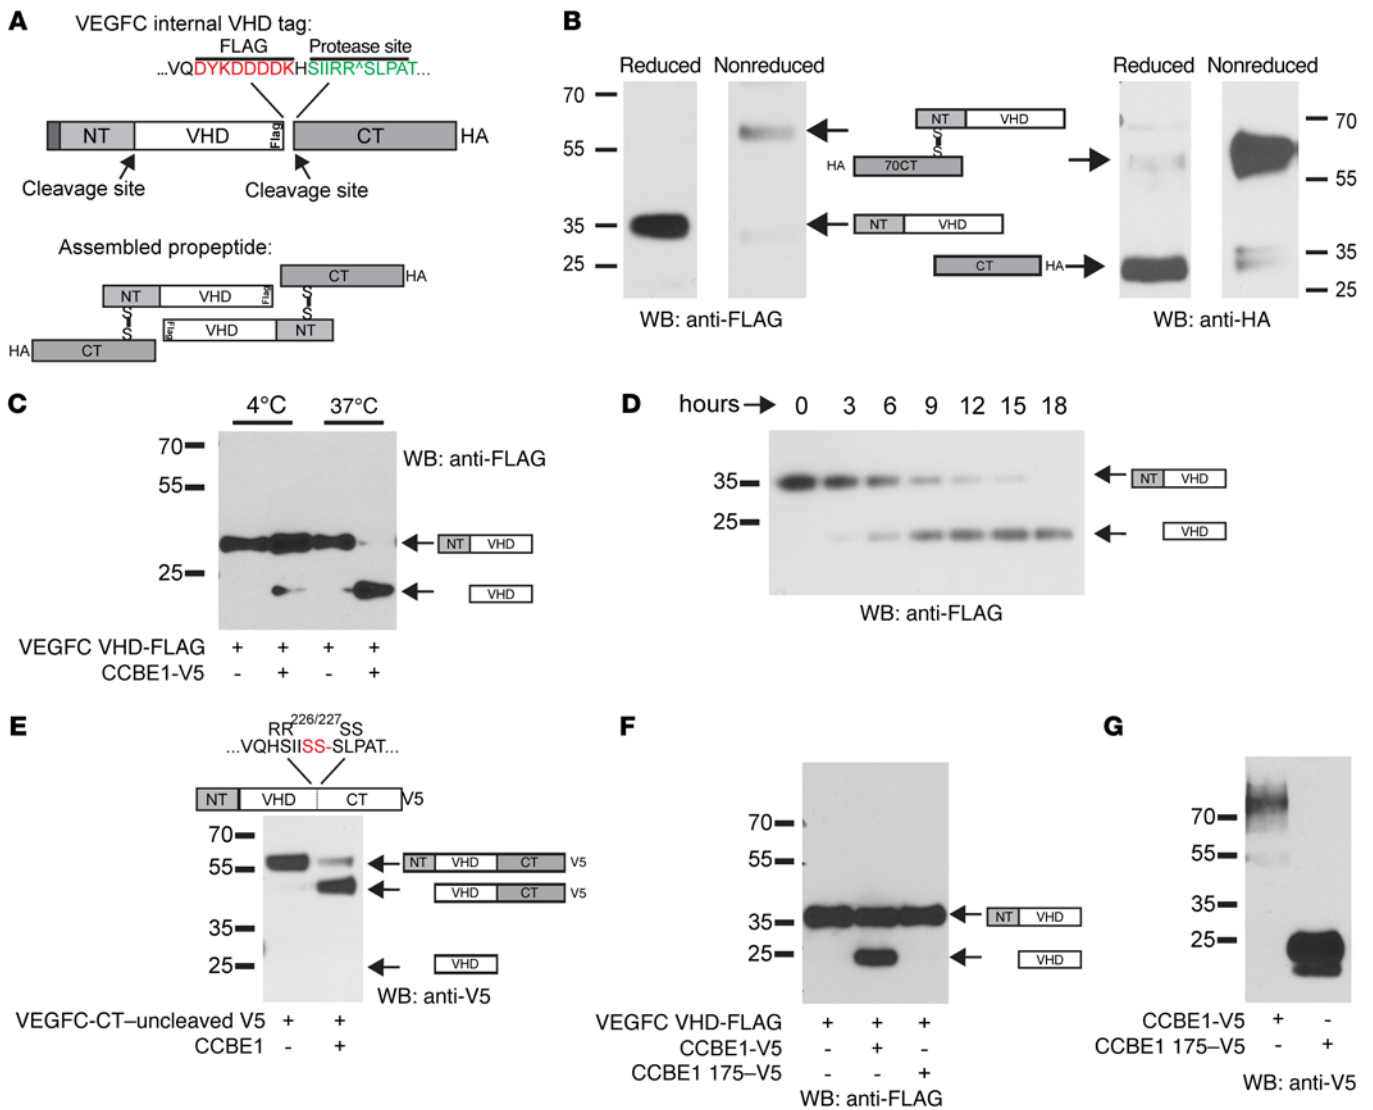 A
VEGFC internal VHD tag:
FLAG Protease site
...VQDYKDDDDKHSIIRR^SLPAT...
NT VHD Flag CT HA
Cleavage site Cleavage site
Assembled propeptide:
CT HA
NT VHD Flag
S S
S S
Flag VHD NT
HA CT
B
Reduced Nonreduced
70
55
35
25
WB: anti-FLAG
NT VHD
S
S
HA 70CT
NT VHD
CT HA
Reduced Nonreduced
70
55
35
25
WB: anti-HA
C
4°C 37°C
70
55
25
WB: anti-FLAG
NT VHD
VHD
VEGFC VHD-FLAG + + + +
CCBE1-V5 - + - +
D
hours 0 3 6 9 12 15 18
35
25
NT VHD
VHD
WB: anti-FLAG
E
RR226/227SS
...VQHSIISS-SLPAT...
NT VHD CT V5
70
55
35
25
NT VHD CT V5
VHD CT V5
VHD
WB: anti-V5
VEGFC-CT–uncleaved V5 + +
CCBE1 - +
F
70
55
35
25
NT VHD
VHD
VEGFC VHD-FLAG + + +
CCBE1-V5 - + -
CCBE1 175–V5 - - +
WB: anti-FLAG
G
70
55
35
25
CCBE1-V5 + -
CCBE1 175–V5 - +
WB: anti-V5